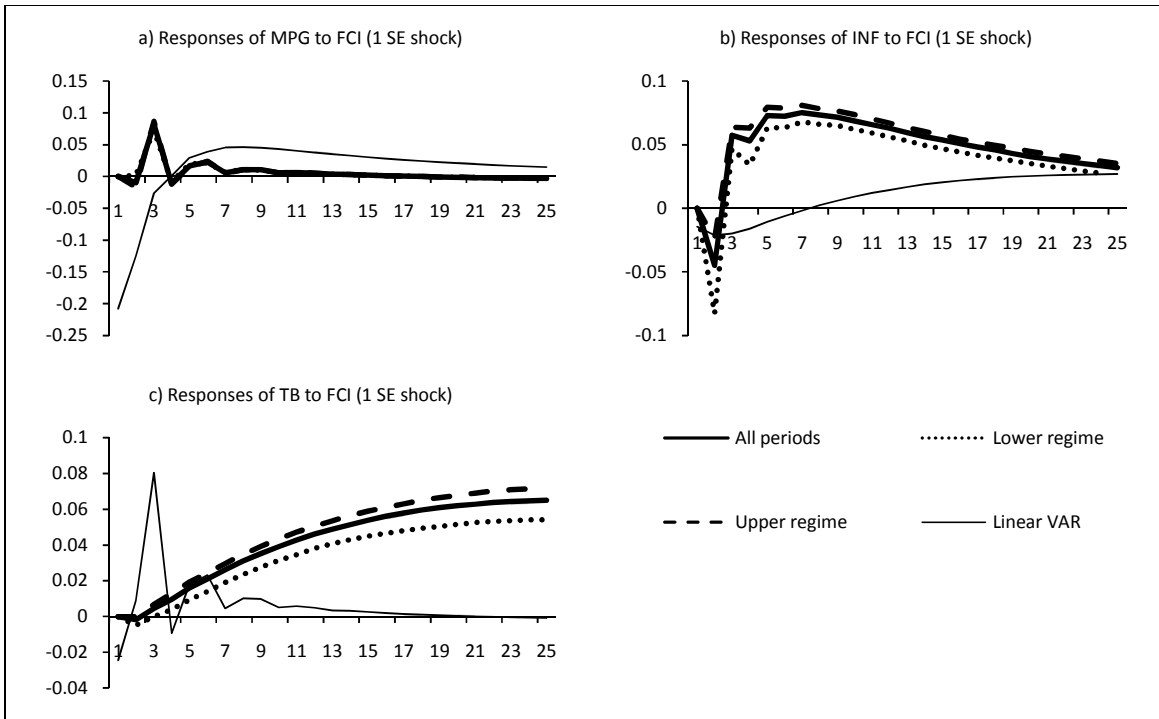 a) Responses of MPG to FCI (1 SE shock)
0.15
0.1
0.05
0
-0.05
-0.1
-0.15
-0.2
-0.25
1 3 5 7 9 11 13 15 17 19 21 23 25
b) Responses of INF to FCI (1 SE shock)
0.1
0.05
0
-0.05
-0.1
1 3 5 7 9 11 13 15 17 19 21 23 25
c) Responses of TB to FCI (1 SE shock)
0.1
0.08
0.06
0.04
0.02
0
-0.02
-0.04
1 3 5 7 9 11 13 15 17 19 21 23 25
All periods
Lower regime
Upper regime
Linear VAR